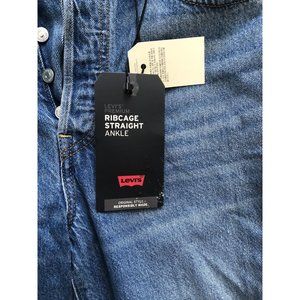 LEVI'S
PREMIUM
RIBCAGE
STRAIGHT
ANKLE
Levi's
ORIGINAL STYLE
RESPONSIBLY MADE